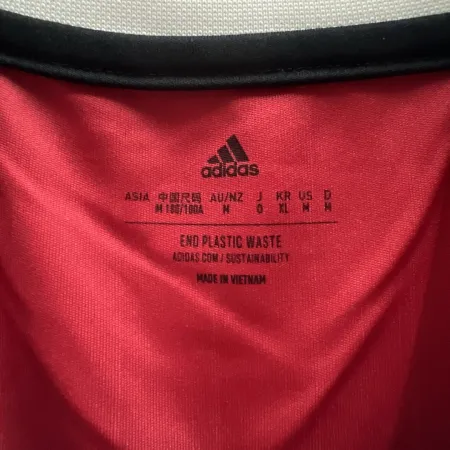 adidas
ASIA 中国尺码 AU/NZ J KR US D
M 180/100A M O XL M M
END PLASTIC WASTE
ADIDAS.COM/SUSTAINABILITY
MADE IN VIETNAM